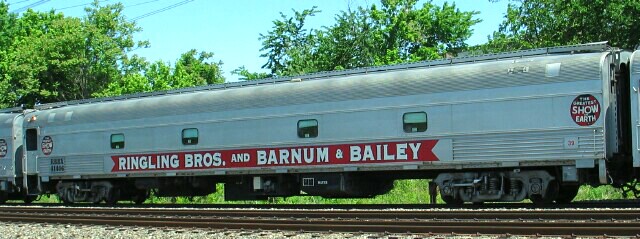 THE GREATEST
SHOW
ON
EARTH
RINGLING BROS. AND BARNUM & BAILEY